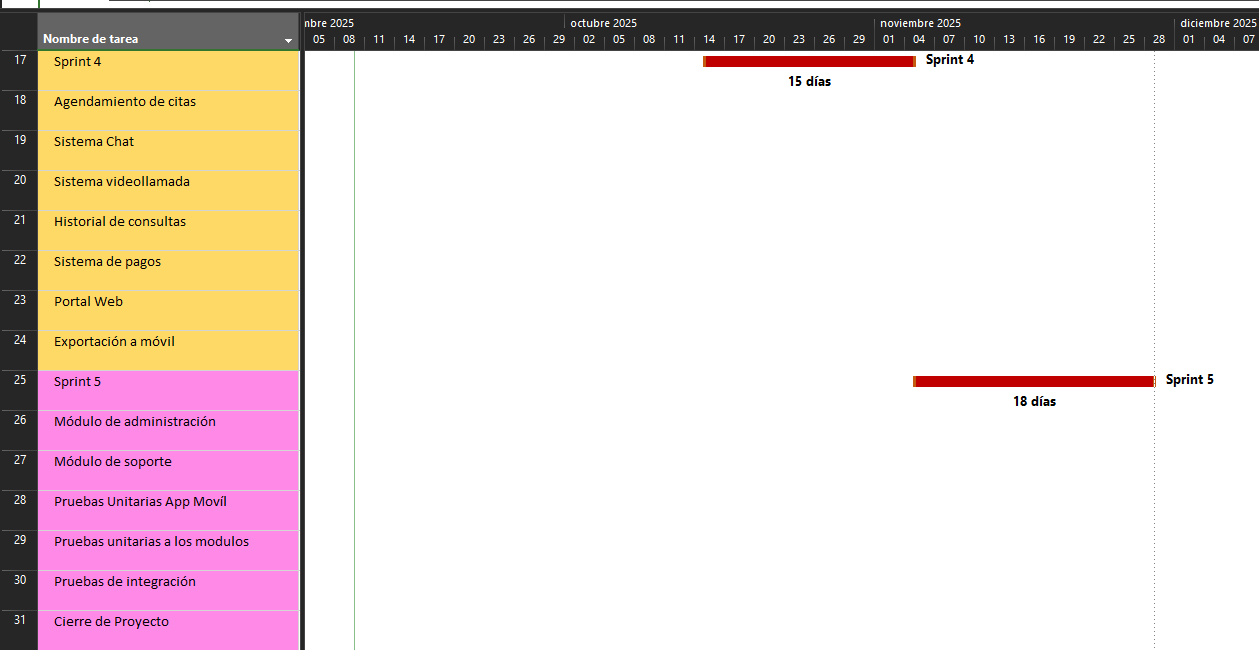 nbre 2025 octubre 2025 noviembre 2025 diciembre 2025
Nombre de tarea 05 08 11 14 17 20 23 26 29 02 05 08 11 14 17 20 23 26 29 01 04 07 10 13 16 19 22 25 28 01 04 07
17 Sprint 4 Sprint 4
15 días
18 Agendamiento de citas
19 Sistema Chat
20 Sistema videollamada
21 Historial de consultas
22 Sistema de pagos
23 Portal Web
24 Exportación a móvil
25 Sprint 5 Sprint 5
18 días
26 Módulo de administración
27 Módulo de soporte
28 Pruebas Unitarias App Movíl
29 Pruebas unitarias a los modulos
30 Pruebas de integración
31 Cierre de Proyecto